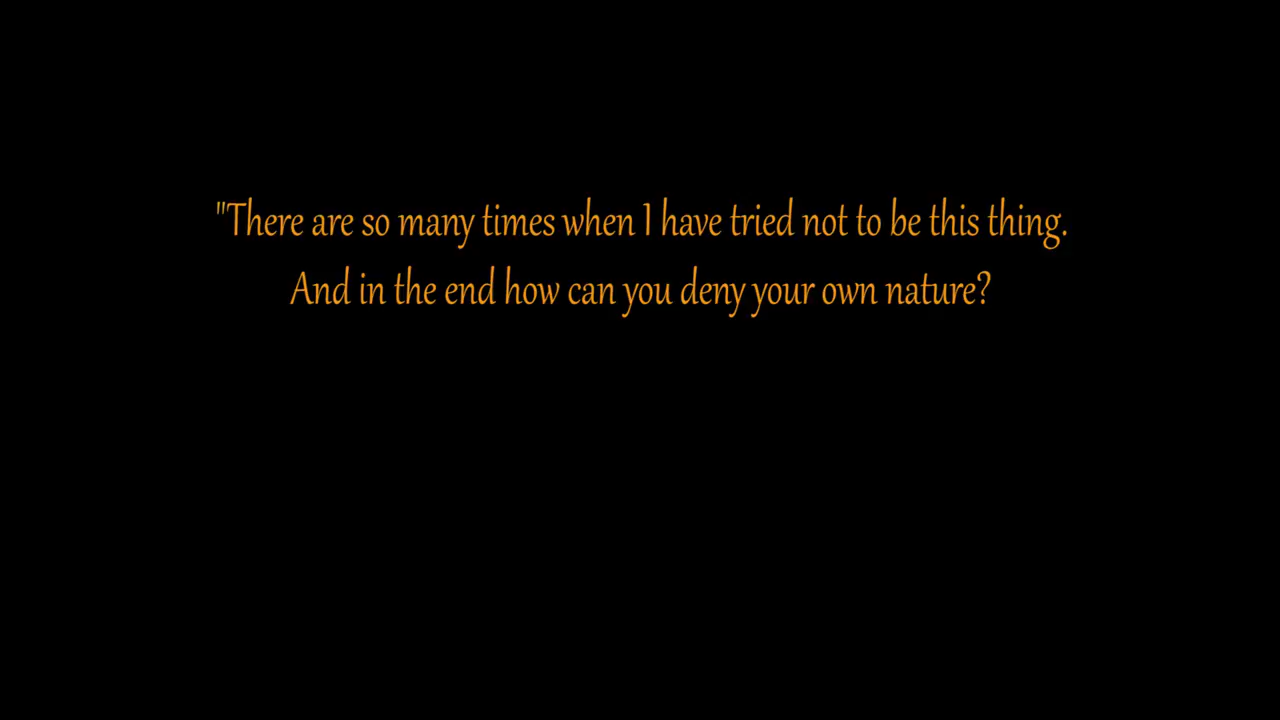 "There are so many times when I have tried not to be this thing.
And in the end how can you deny your own nature?